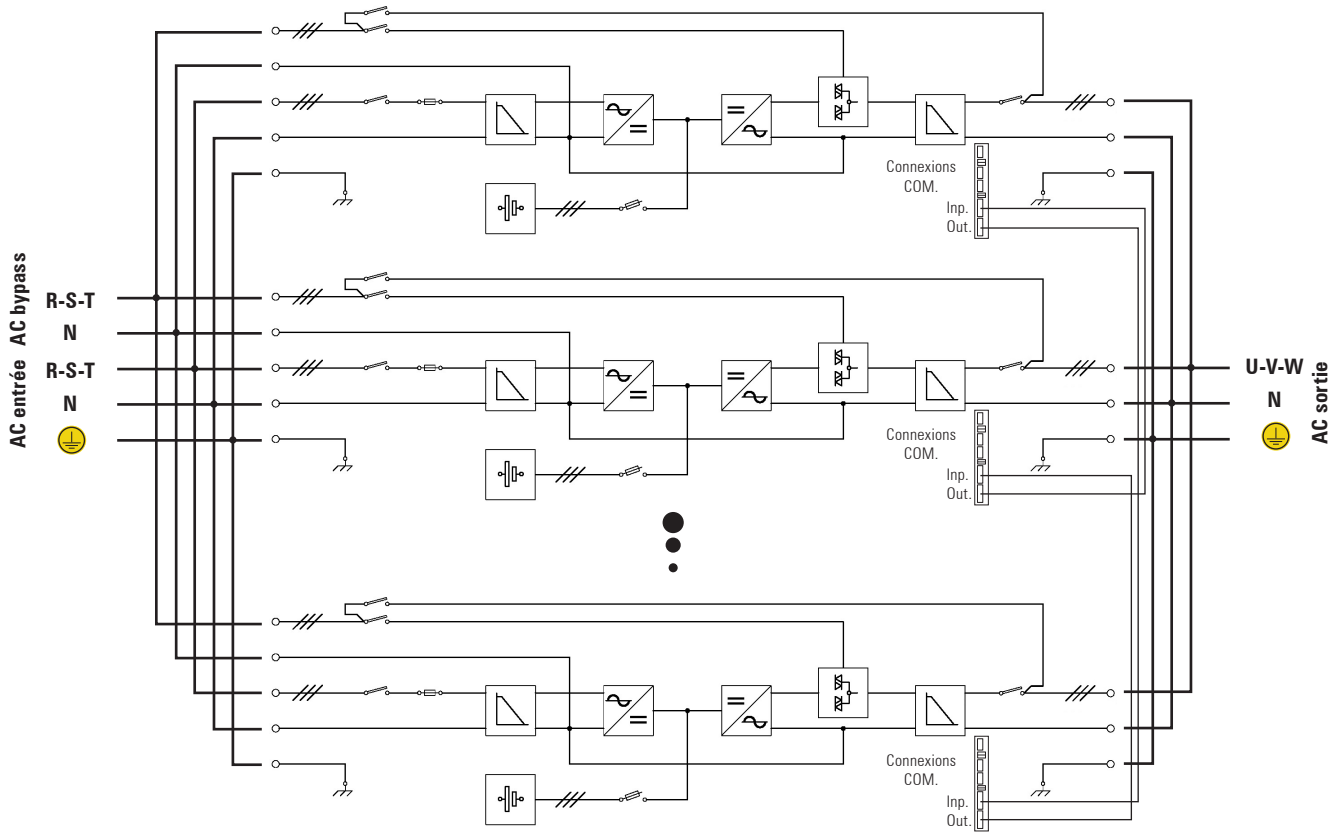 Connexions
COM.
Inp.
Out.
AC bypass
R-S-T
N
AC entrée
R-S-T
N
Connexions
COM.
Inp.
Out.
U-V-W
N
AC sortie
Connexions
COM.
Inp.
Out.